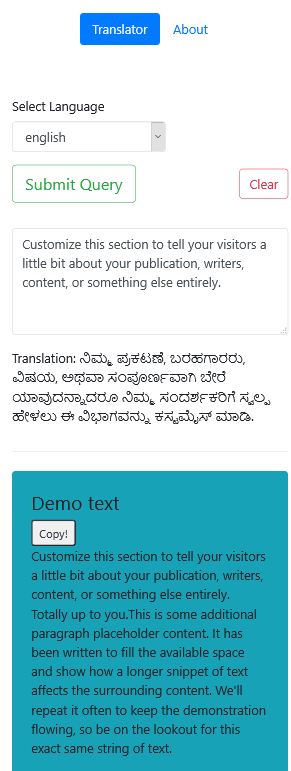 Translator About
Select Language
english
Submit Query Clear
Customize this section to tell your visitors a
little bit about your publication, writers,
content, or something else entirely.
Translation: ನಿಮ್ಮ ಪ್ರಕಟಣೆ, ಬರಹಗಾರರು,
ವಿಷಯ, ಅಥವಾ ಸಂಪೂರ್ಣವಾಗಿ ಬೇರೆ
ಯಾವುದನ್ನಾದರೂ ನಿಮ್ಮ ಸಂದರ್ಶಕರಿಗೆ ಸ್ವಲ್ಪ
ಹೇಳಲು ಈ ವಿಭಾಗವನ್ನು ಕಸ್ಟಮೈಸ್ ಮಾಡಿ.
Demo text
Copy!
Customize this section to tell your visitors
a little bit about your publication, writers,
content, or something else entirely.
Totally up to you.This is some additional
paragraph placeholder content. It has
been written to fill the available space
and show how a longer snippet of text
affects the surrounding content. We'll
repeat it often to keep the demonstration
flowing, so be on the lookout for this
exact same string of text.